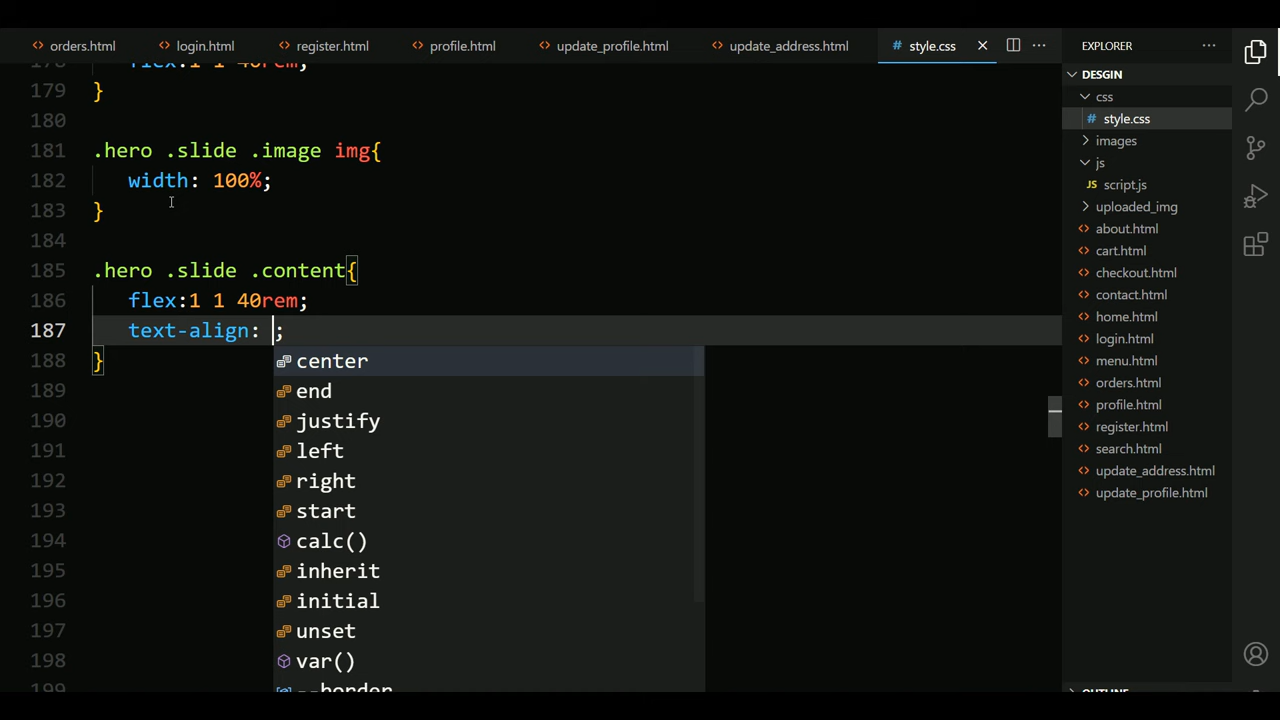 orders.html login.html register.html profile.html update_profile.html update_address.html # style.css
EXPLORER
DESGIN
css
# style.css
images
js
JS script.js
uploaded_img
about.html
cart.html
checkout.html
contact.html
home.html
login.html
menu.html
orders.html
profile.html
register.html
search.html
update_address.html
update_profile.html
OUTLINE
178 flex:1 1 40rem;
179 }
180
181 .hero .slide .image img{
182 width: 100%;
183 }
184
185 .hero .slide .content{
186 flex:1 1 40rem;
187 text-align: ;
188 }
189
190
191
192
193
194
195
196
197
198
199
center
end
justify
left
right
start
calc()
inherit
initial
unset
var()
--border